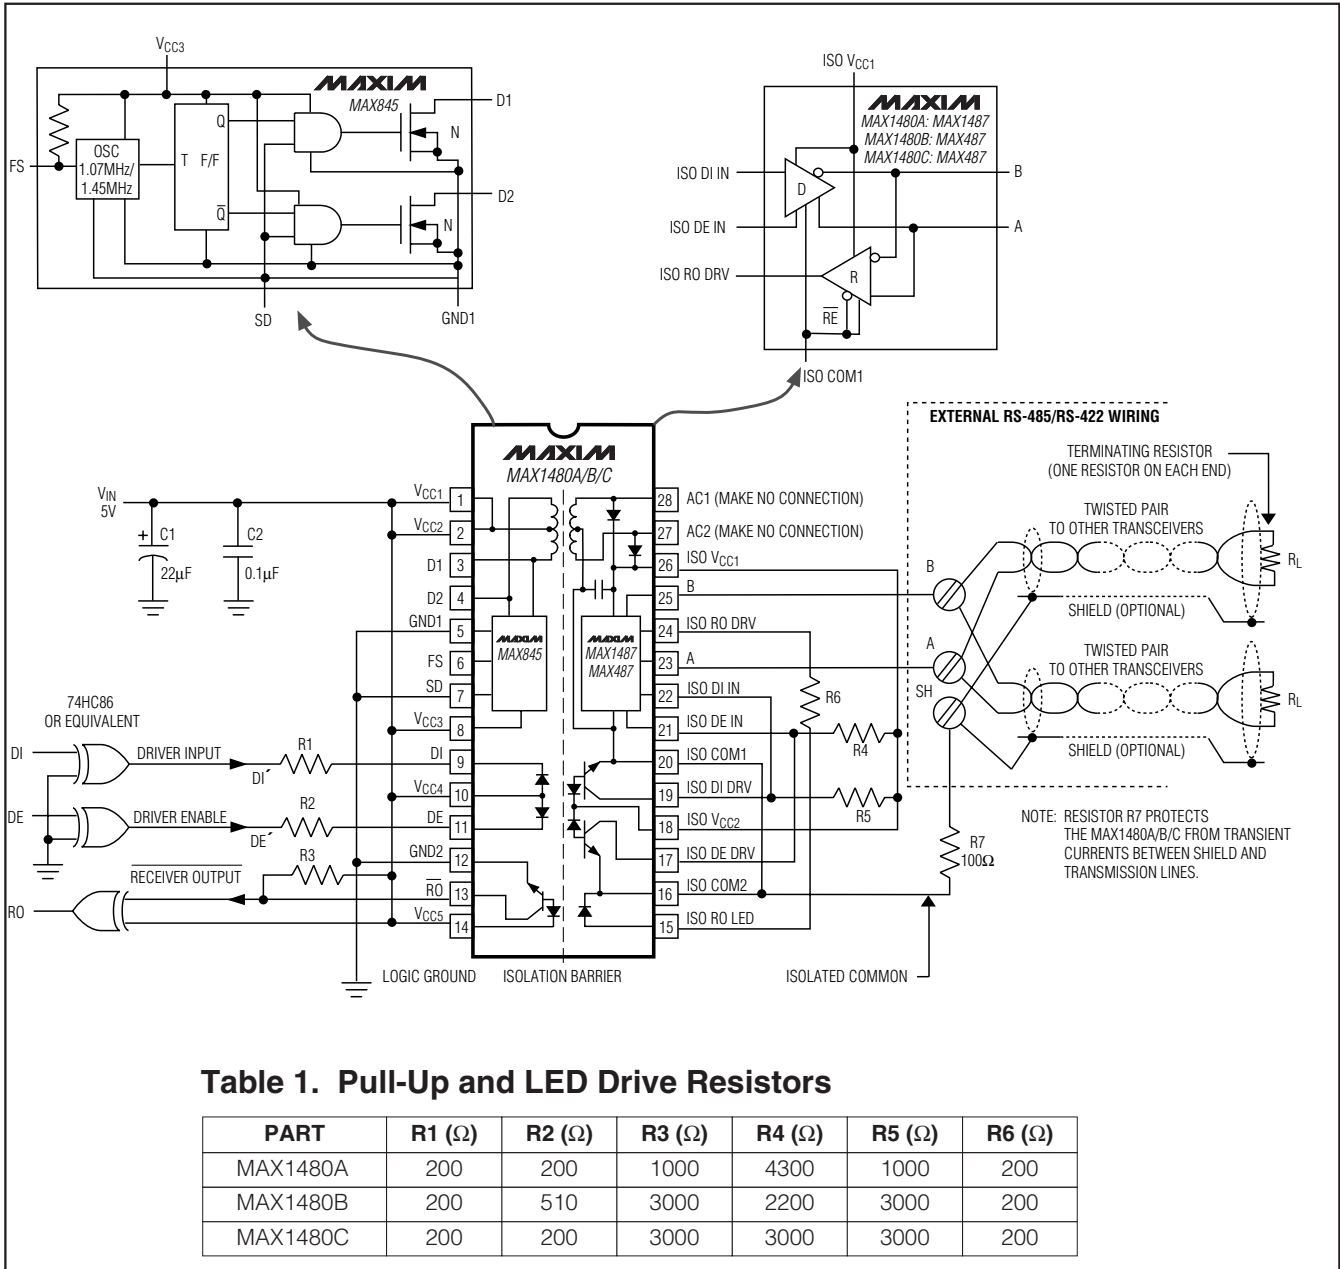 VCC3
MAXIM
MAX845
D1
N
Q
OSC
1.07MHz/
1.45MHz
T F/F
FS
Q̅
D2
N
SD
GND1
ISO VCC1
MAXIM
MAX1480A: MAX1487
MAX1480B: MAX487
MAX1480C: MAX487
ISO DI IN
D
B
ISO DE IN
A
ISO RO DRV
R
R̅E̅
ISO COM1
MAXIM
MAX1480A/B/C
VIN
5V
+ C1
22µF
C2
0.1µF
VCC1 1
VCC2 2
D1 3
D2 4
GND1 5
FS 6
SD 7
VCC3 8
DI 9
VCC4 10
DE 11
GND2 12
R̅O̅ 13
VCC5 14
MAXIM
MAX845
MAXIM
MAX1487
MAX487
28 AC1 (MAKE NO CONNECTION)
27 AC2 (MAKE NO CONNECTION)
26 ISO VCC1
25 B
24 ISO RO DRV
23 A
22 ISO DI IN
21 ISO DE IN
20 ISO COM1
19 ISO DI DRV
18 ISO VCC2
17 ISO DE DRV
16 ISO COM2
15 ISO RO LED
74HC86
OR EQUIVALENT
DI
DRIVER INPUT
DI´
R1
DE
DRIVER ENABLE
DE´
R2
R3
R̅E̅C̅E̅I̅V̅E̅R̅ O̅U̅T̅P̅U̅T̅
RO
LOGIC GROUND
ISOLATION BARRIER
R6
R4
R5
R7
100Ω
ISOLATED COMMON
EXTERNAL RS-485/RS-422 WIRING
TERMINATING RESISTOR
(ONE RESISTOR ON EACH END)
TWISTED PAIR
TO OTHER TRANSCEIVERS
B
RL
SHIELD (OPTIONAL)
A
TWISTED PAIR
TO OTHER TRANSCEIVERS
SH
RL
SHIELD (OPTIONAL)
NOTE: RESISTOR R7 PROTECTS
THE MAX1480A/B/C FROM TRANSIENT
CURRENTS BETWEEN SHIELD AND
TRANSMISSION LINES.
Table 1. Pull-Up and LED Drive Resistors
PART R1 (Ω) R2 (Ω) R3 (Ω) R4 (Ω) R5 (Ω) R6 (Ω)
MAX1480A 200 200 1000 4300 1000 200
MAX1480B 200 510 3000 2200 3000 200
MAX1480C 200 200 3000 3000 3000 200